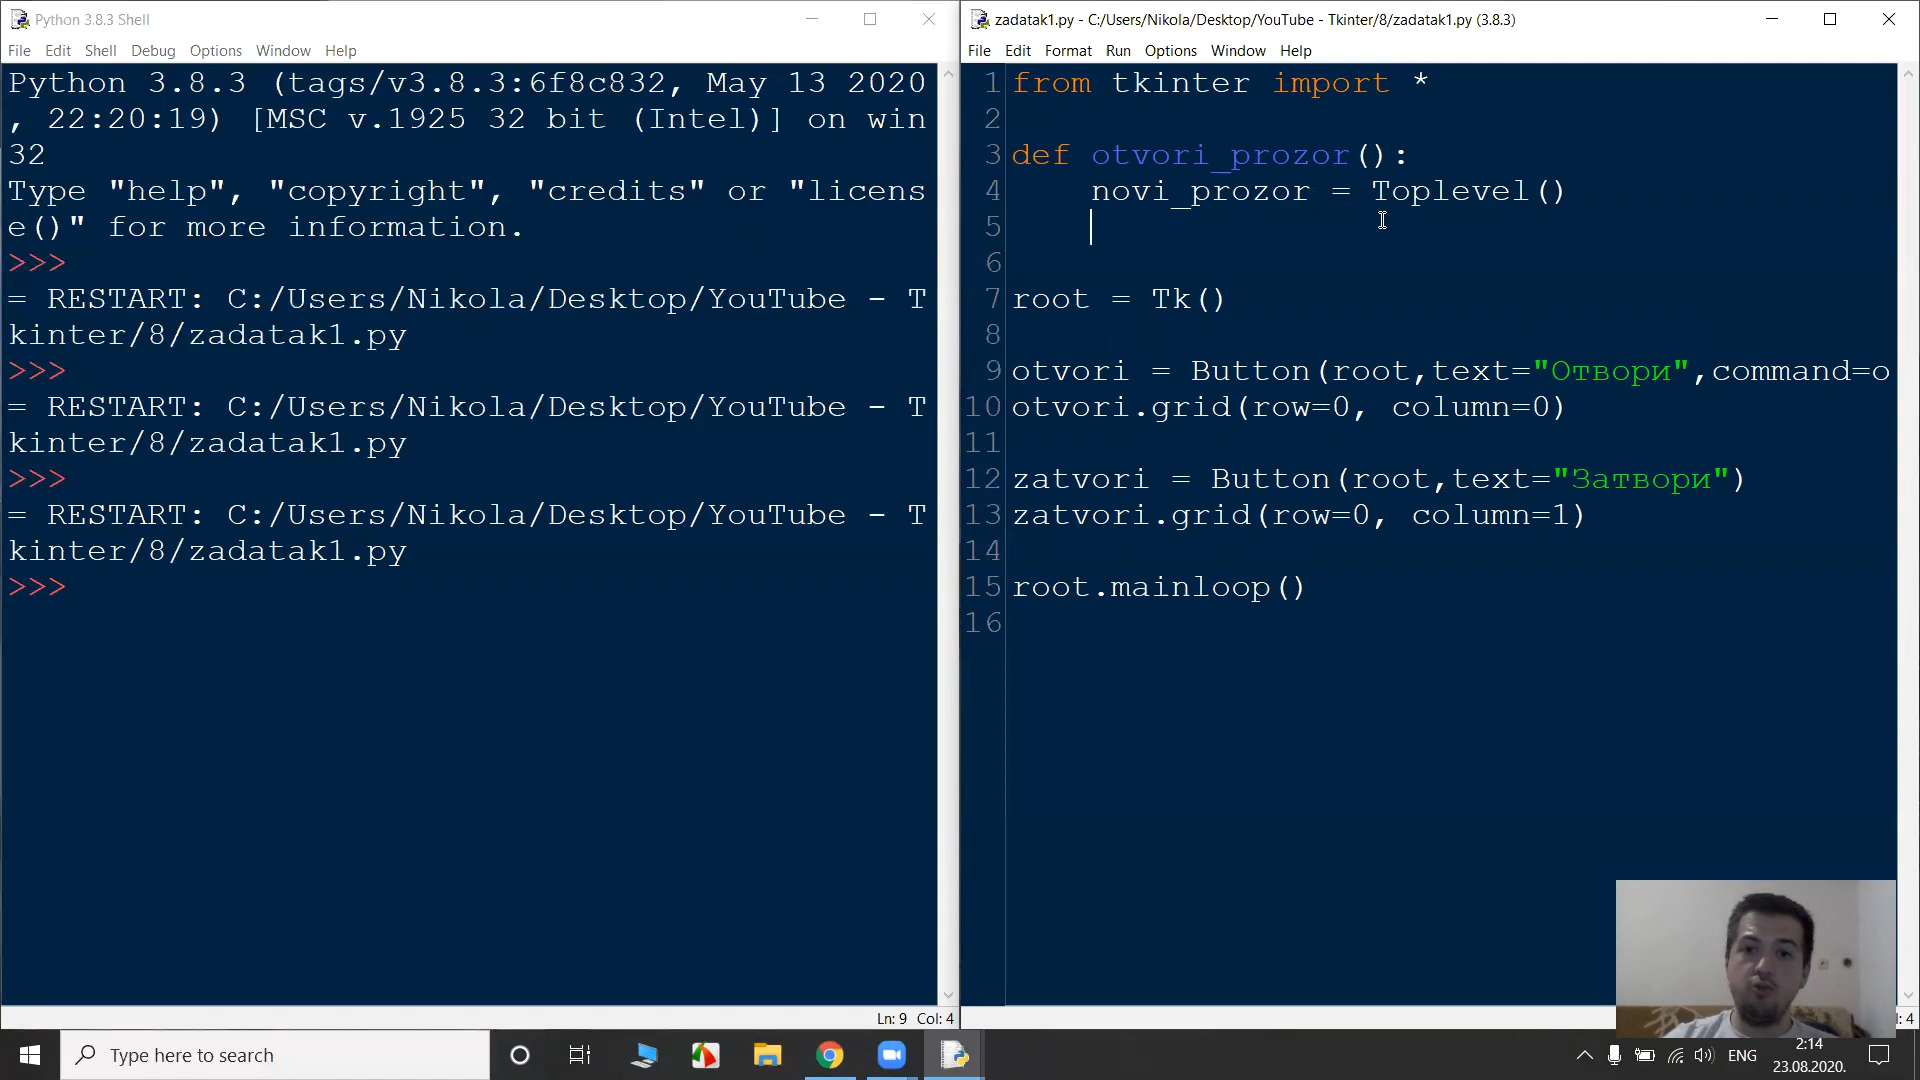 Python 3.8.3 Shell
File Edit Shell Debug Options Window Help
Python 3.8.3 (tags/v3.8.3:6f8c832, May 13 2020
, 22:20:19) [MSC v.1925 32 bit (Intel)] on win
32
Type "help", "copyright", "credits" or "licens
e()" for more information.
>>>
= RESTART: C:/Users/Nikola/Desktop/YouTube - T
kinter/8/zadatak1.py
>>>
= RESTART: C:/Users/Nikola/Desktop/YouTube - T
kinter/8/zadatak1.py
>>>
= RESTART: C:/Users/Nikola/Desktop/YouTube - T
kinter/8/zadatak1.py
>>>
Ln: 9 Col: 4
zadatak1.py - C:/Users/Nikola/Desktop/YouTube - Tkinter/8/zadatak1.py (3.8.3)
File Edit Format Run Options Window Help
1 from tkinter import *
2
3 def otvori_prozor():
4     novi_prozor = Toplevel()
5
6
7 root = Tk()
8
9 otvori = Button(root,text="Отвори",command=o
10 otvori.grid(row=0, column=0)
11
12 zatvori = Button(root,text="Затвори")
13 zatvori.grid(row=0, column=1)
14
15 root.mainloop()
16
: 4
Type here to search
ENG
2:14
23.08.2020.